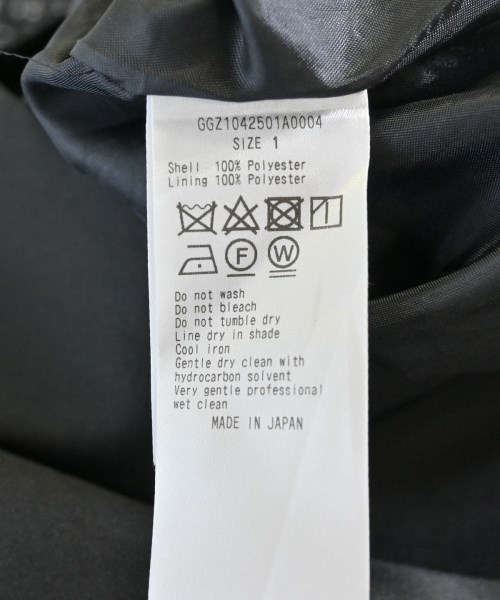 GGZ1042501A0004
SIZE 1
Shell 100% Polyester
Lining 100% Polyester
F W
Do not wash
Do not bleach
Do not tumble dry
Line dry in shade
Cool iron
Gentle dry clean with
hydrocarbon solvent
Very gentle professional
wet clean
MADE IN JAPAN